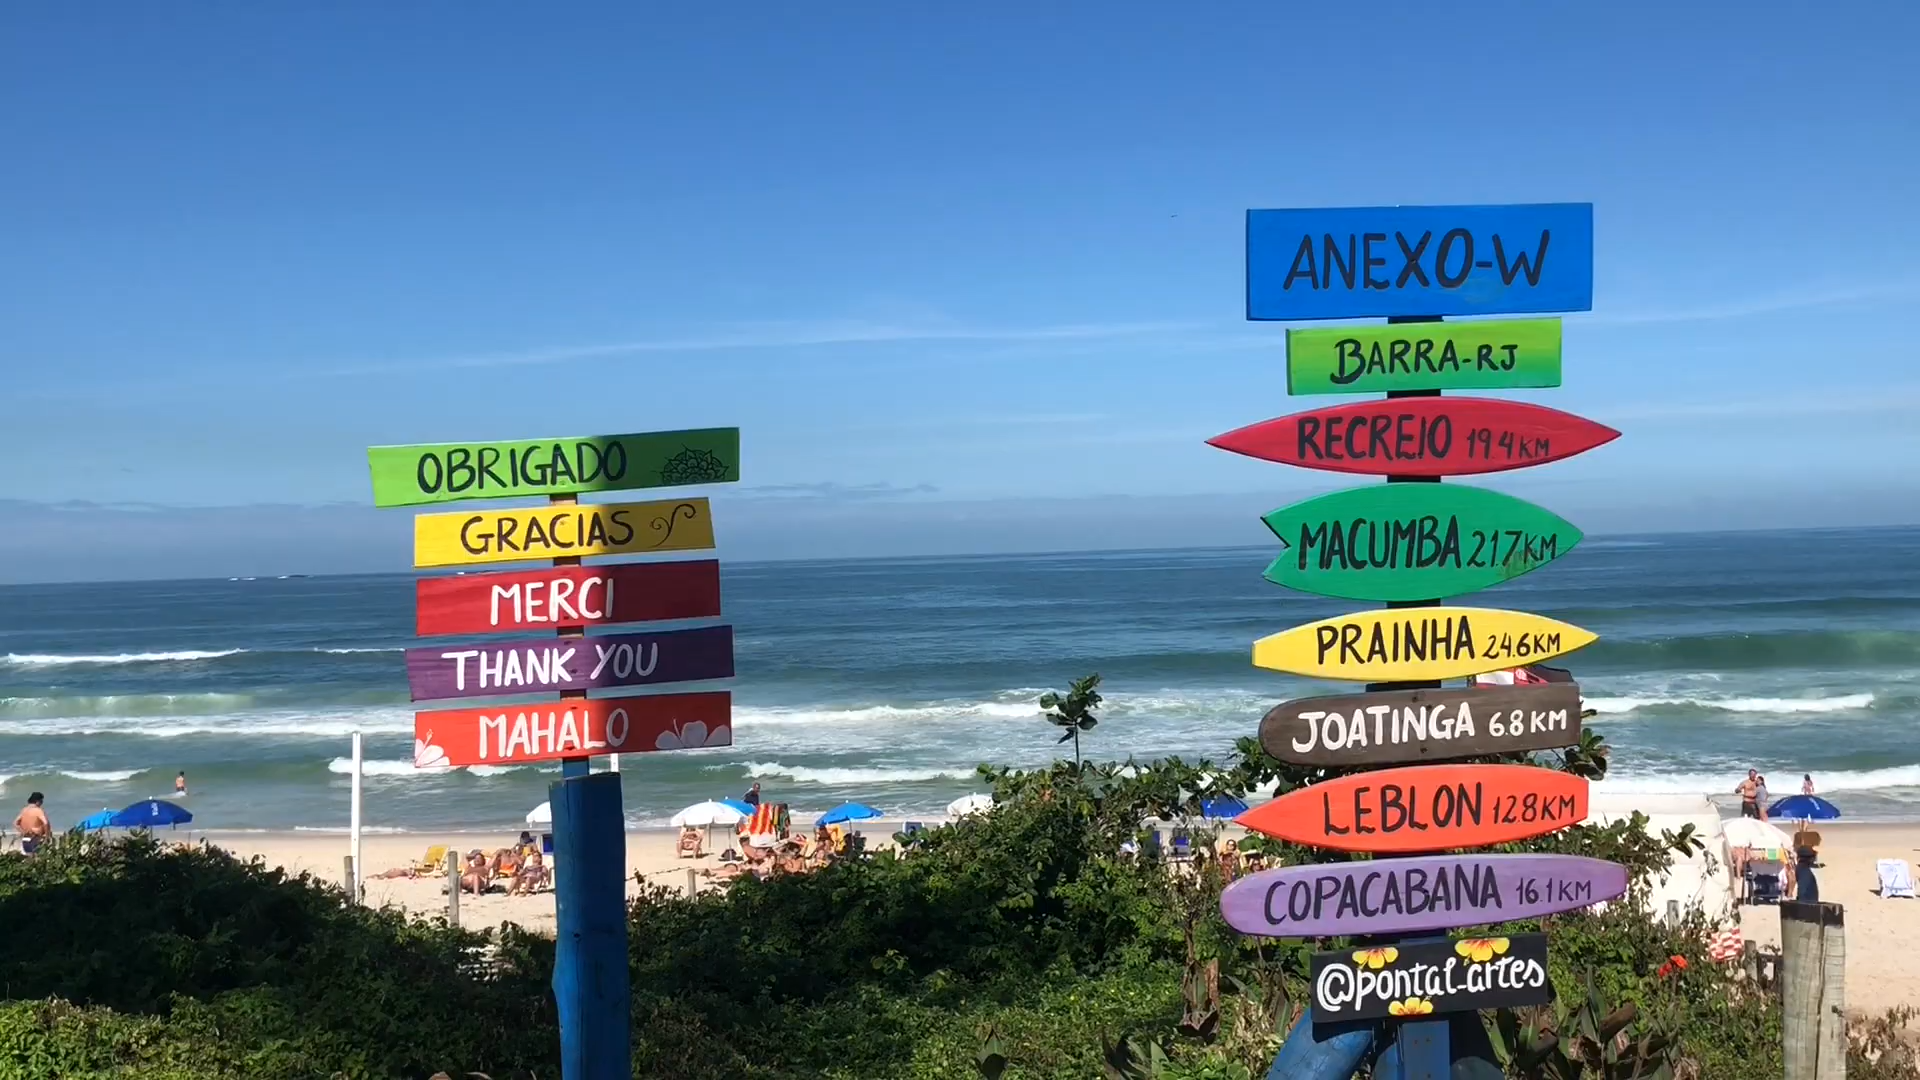 OBRIGADO
GRACIAS
MERCI
THANK YOU
MAHALO
ANEXO-W
BARRA-RJ
RECREIO 19.4KM
MACUMBA 21.7KM
PRAINHA 24.6KM
JOATINGA 6.8KM
LEBLON 12.8KM
COPACABANA 16.1KM
@pontal_artes